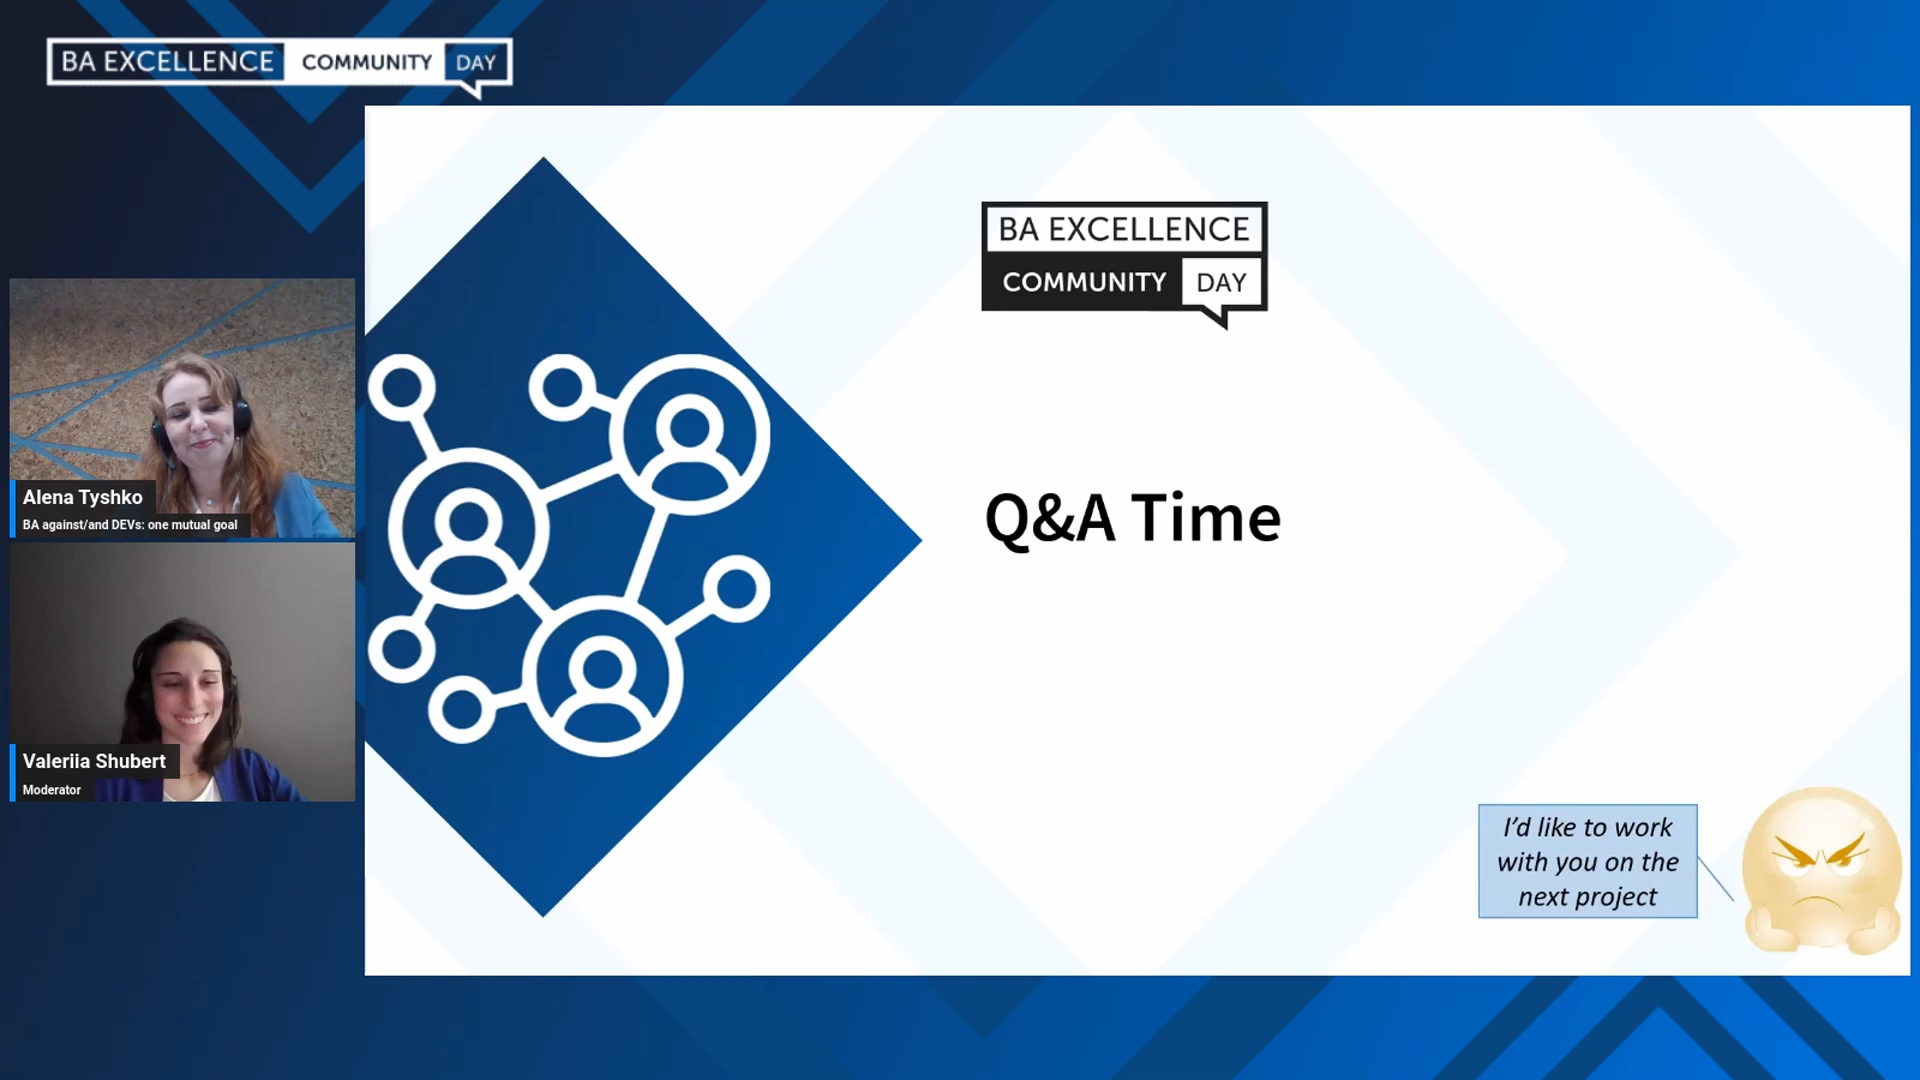 BA EXCELLENCE COMMUNITY DAY
BA EXCELLENCE
COMMUNITY DAY
Q&A Time
Alena Tyshko
BA against/and DEVs: one mutual goal
Valeriia Shubert
Moderator
I'd like to work
with you on the
next project